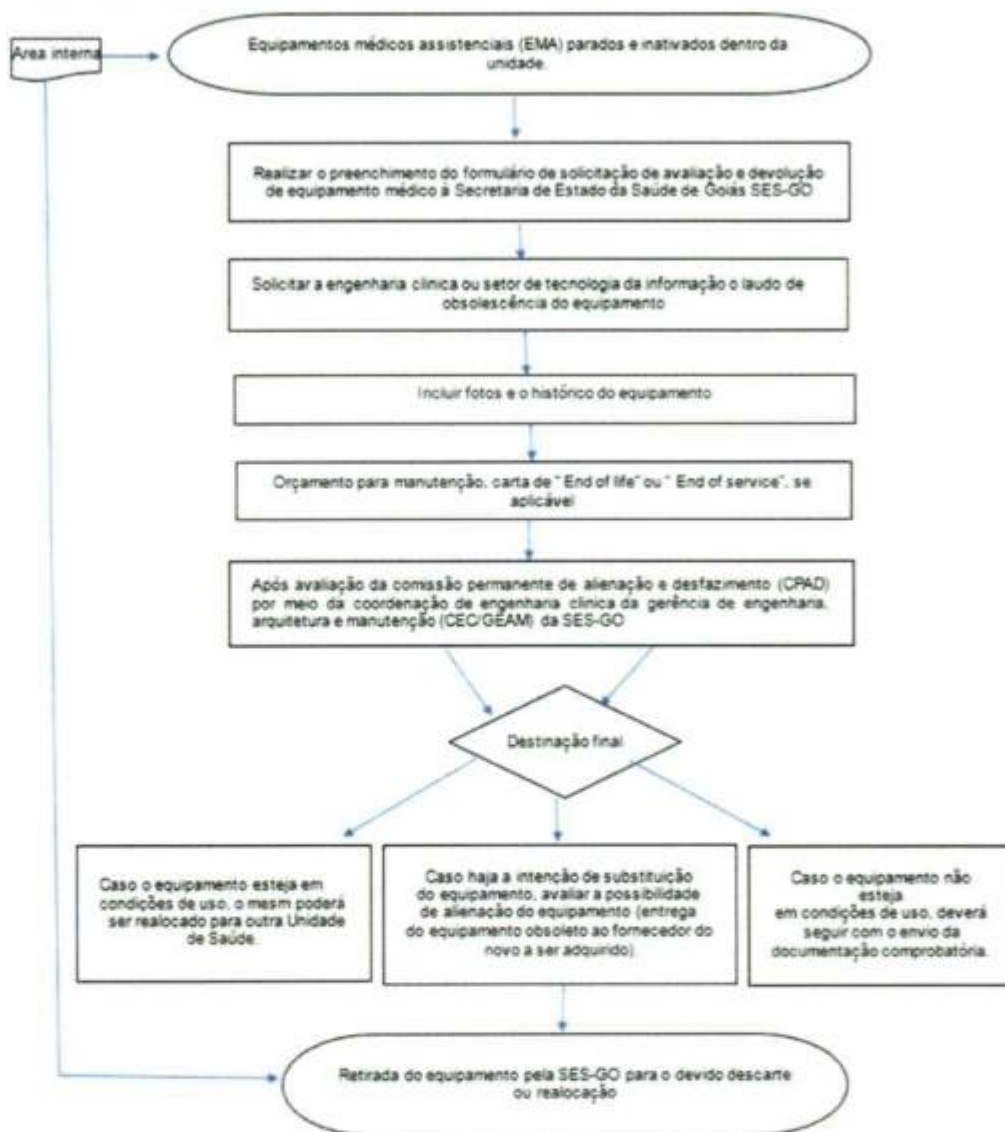 Area interna
Equipamentos médicos assistenciais (EMA) parados e inativados dentro da
unidade.
Realizar o preenchimento do formulário de solicitação de avaliação e devolução
de equipamento médico à Secretaria de Estado da Saúde de Goiás SES-GO
Solicitar a engenharia clinica ou setor de tecnologia da informação o laudo de
obsolescência do equipamento
Incluir fotos e o histórico do equipamento
Orçamento para manutenção, carta de " End of life" ou " End of service", se
aplicável
Após avaliação da comissão permanente de alienação e desfazimento (CPAD)
por meio da coordenação de engenharia clinica da gerência de engenharia,
arquitetura e manutenção (CEC/GEAM) da SES-GO
Destinação final
Caso o equipamento esteja em
condições de uso, o mesm poderá
ser realocado para outra Unidade
de Saúde.
Caso haja a intenção de substituição
do equipamento, avaliar a possibilidade
de alienação do equipamento (entrega
do equipamento obsoleto ao fornecedor do
novo a ser adquirido).
Caso o equipamento não
esteja
em condições de uso, deverá
seguir com o envio da
documentação comprobatória.
Retirada do equipamento pela SES-GO para o devido descarte
ou realocação